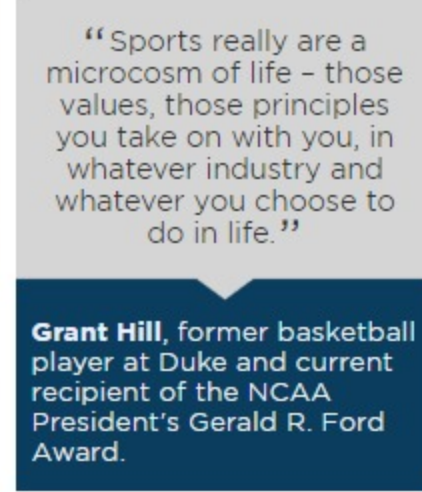 “Sports really are a
microcosm of life – those
values, those principles
you take on with you, in
whatever industry and
whatever you choose to
do in life.”
Grant Hill, former basketball
player at Duke and current
recipient of the NCAA
President's Gerald R. Ford
Award.